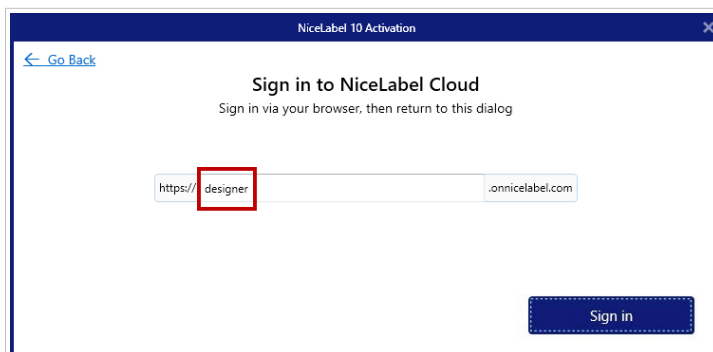 NiceLabel 10 Activation
← Go Back
Sign in to NiceLabel Cloud
Sign in via your browser, then return to this dialog
https:// designer .onnicelabel.com
Sign in